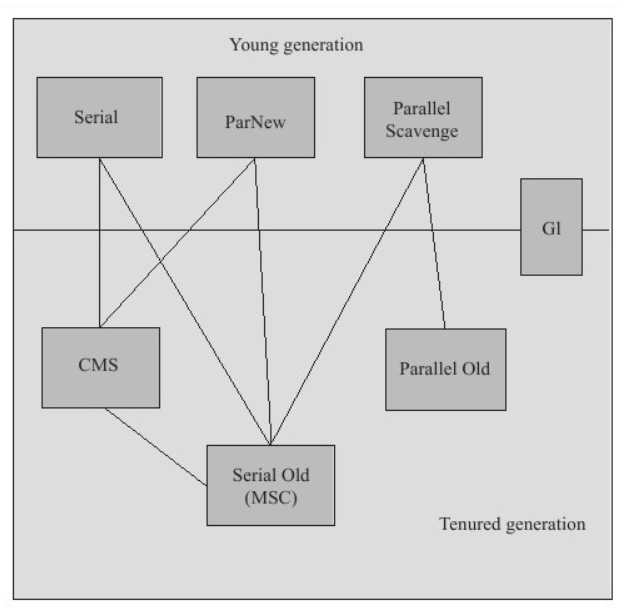 Young generation
Serial
ParNew
Parallel
Scavenge
Gl
CMS
Parallel Old
Serial Old
(MSC)
Tenured generation